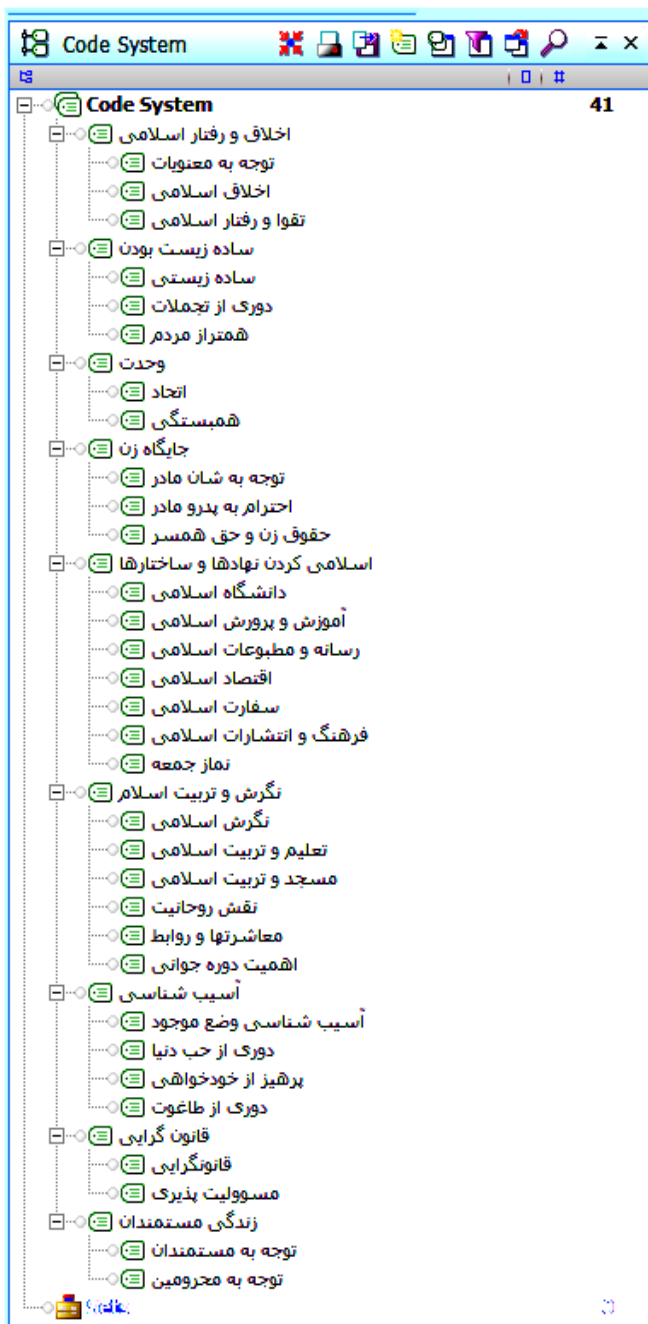 Code System
#
Code System 41
اخلاق و رفتار اسلامی
توجه به معنویات
اخلاق اسلامی
تقوا و رفتار اسلامی
ساده زیست بودن
ساده زیستی
دوری از تجملات
همتراز مردم
وحدت
اتحاد
همبستگی
جایگاه زن
توجه به شان مادر
احترام به پدرو مادر
حقوق زن و حق همسر
اسلامی کردن نهادها و ساختارها
دانشگاه اسلامی
آموزش و پرورش اسلامی
رسانه و مطبوعات اسلامی
اقتصاد اسلامی
سفارت اسلامی
فرهنگ و انتشارات اسلامی
نماز جمعه
نگرش و تربیت اسلام
نگرش اسلامی
تعلیم و تربیت اسلامی
مسجد و تربیت اسلامی
نقش روحانیت
معاشرتها و روابط
اهمیت دوره جوانی
آسیب شناسی
آسیب شناسی وضع موجود
دوری از حب دنیا
پرهیز از خودخواهی
دوری از طاغوت
قانون گرایی
قانونگرایی
مسوولیت پذیری
زندگی مستمندان
توجه به مستمندان
توجه به محرومین